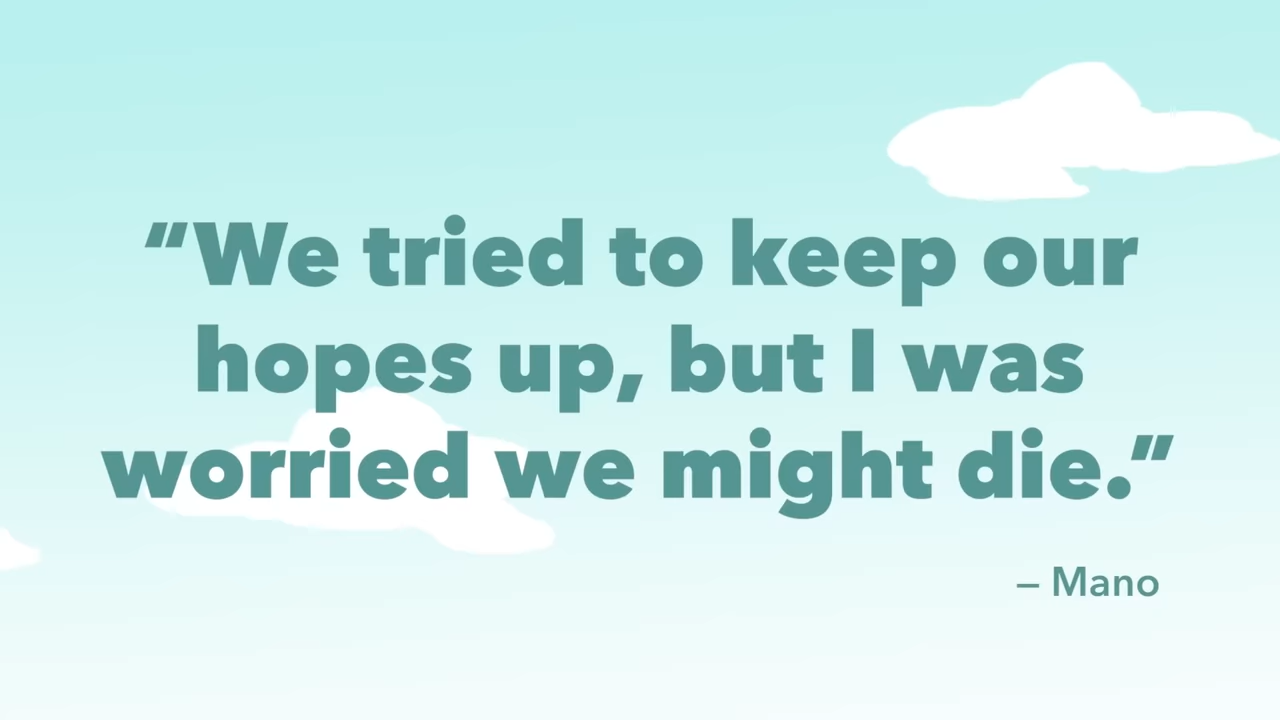 "We tried to keep our
hopes up, but I was
worried we might die."
– Mano